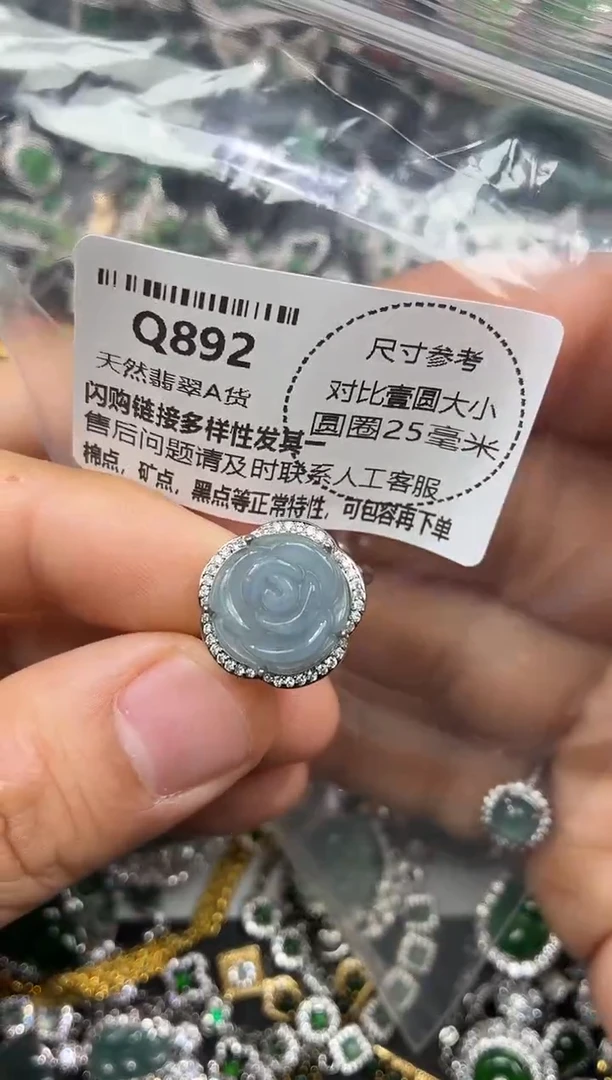 Q892
天然翡翠A货
闪购链接多样性发其一
售后问题请及时联系人工客服
棉点，矿点，黑点等正常特性，可包容再下单
尺寸参考
对比壹圆大小
圆圈25毫米